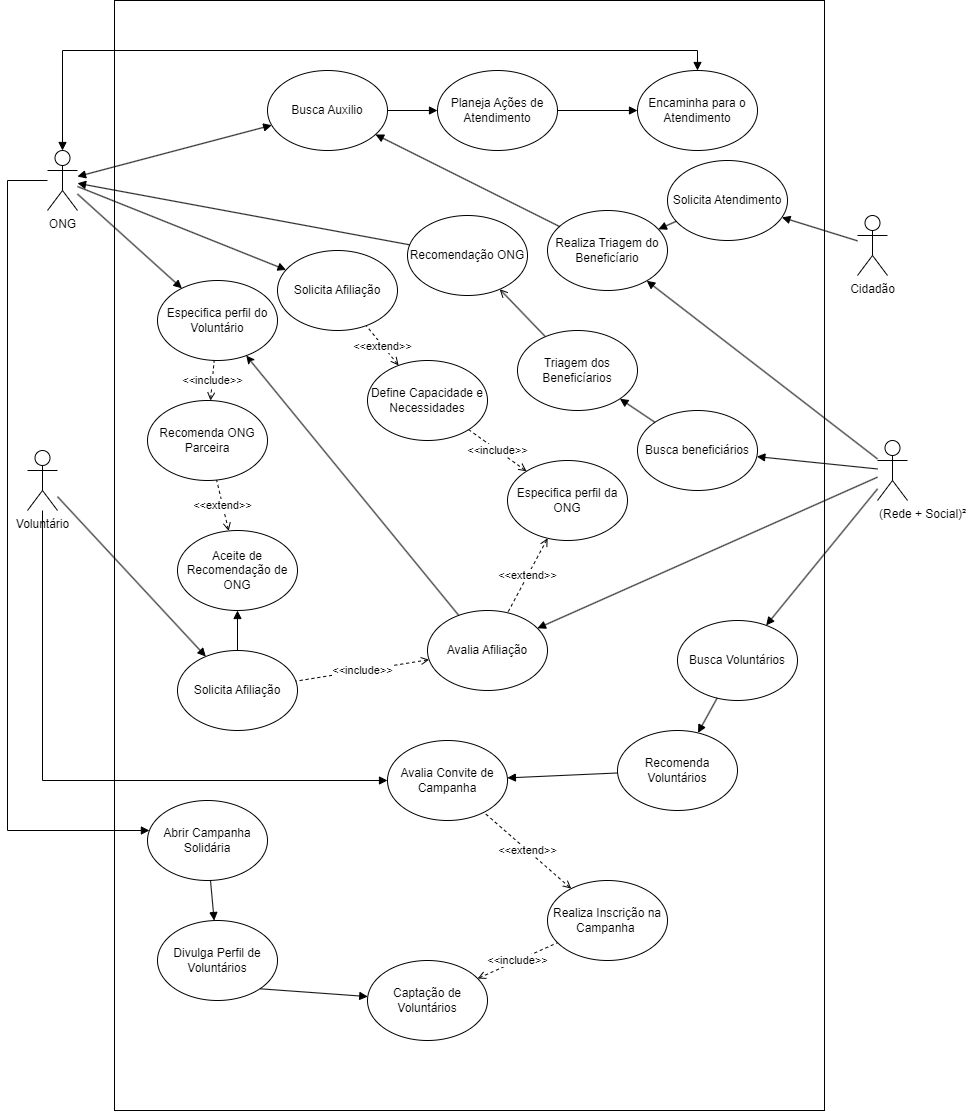 Busca Auxilio
Planeja Ações de
Atendimento
Encaminha para o
Atendimento
ONG
Solicita Atendimento
Cidadão
Realiza Triagem do
Beneficíario
Recomendação ONG
Solicita Afiliação
Especifica perfil do
Voluntário
<<extend>>
<<include>>
Triagem dos
Beneficíarios
Define Capacidade e
Necessidades
Recomenda ONG
Parceira
<<include>>
Busca beneficiários
Especifica perfil da
ONG
(Rede + Social)²
Voluntário
<<extend>>
Aceite de
Recomendação de
ONG
<<extend>>
Avalia Afiliação
Busca Voluntários
<<include>>
Solicita Afiliação
Recomenda
Voluntários
Avalia Convite de
Campanha
Abrir Campanha
Solidária
<<extend>>
Realiza Inscrição na
Campanha
Divulga Perfil de
Voluntários
<<include>>
Captação de
Voluntários